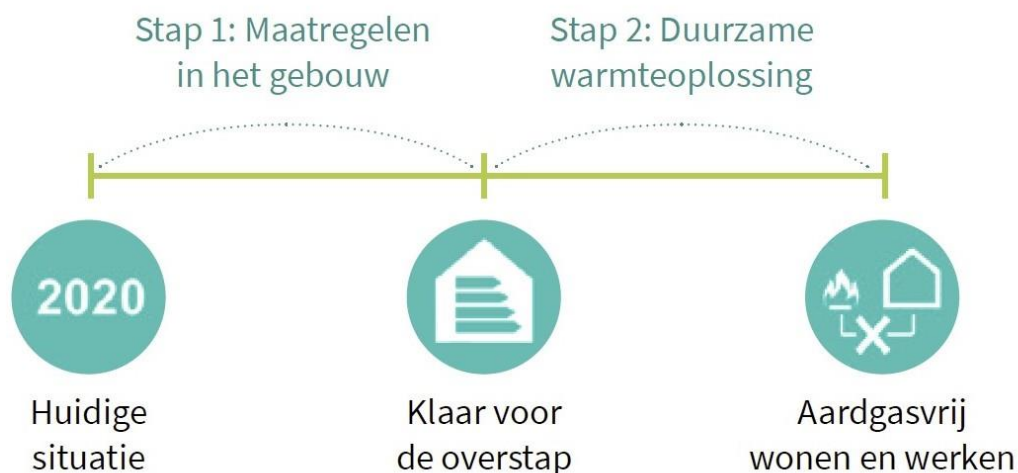 Stap 1: Maatregelen
in het gebouw
Stap 2: Duurzame
warmteoplossing
2020
Huidige
situatie
Klaar voor
de overstap
Aardgasvrij
wonen en werken